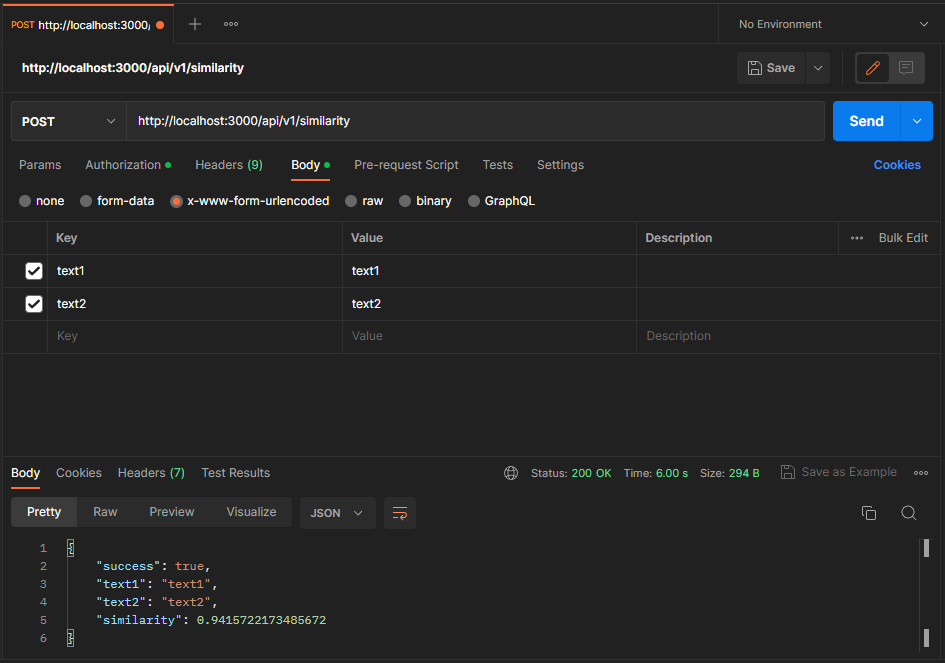 POST http://localhost:3000/
No Environment
http://localhost:3000/api/v1/similarity
Save
POST http://localhost:3000/api/v1/similarity Send
Params Authorization Headers (9) Body Pre-request Script Tests Settings Cookies
none form-data x-www-form-urlencoded raw binary GraphQL
Key Value Description Bulk Edit
text1 text1
text2 text2
Key Value Description
Body Cookies Headers (7) Test Results Status: 200 OK Time: 6.00 s Size: 294 B Save as Example
Pretty Raw Preview Visualize JSON
1 {
2 "success": true,
3 "text1": "text1",
4 "text2": "text2",
5 "similarity": 0.9415722173485672
6 }